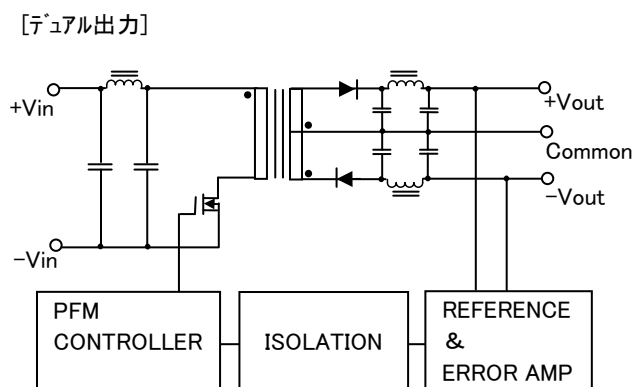 [デュアル出力]
+Vin
+Vout
Common
−Vout
−Vin
PFM
CONTROLLER
ISOLATION
REFERENCE
&
ERROR AMP